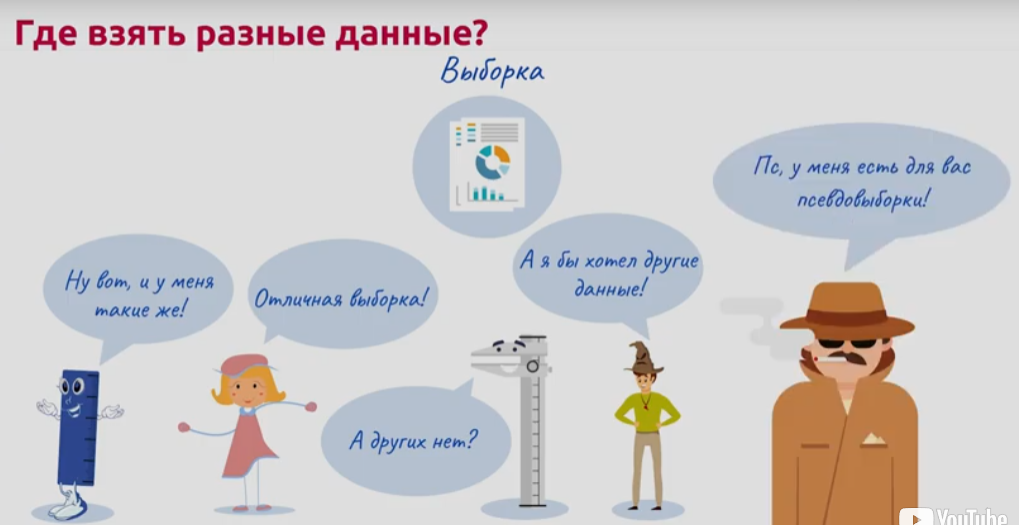 Где взять разные данные?
Выборка
Пс, у меня есть для вас
псевдовыборки!
А я бы хотел другие
данные!
Ну вот, и у меня
такие же!
Отличная выборка!
А других нет?
YouTube